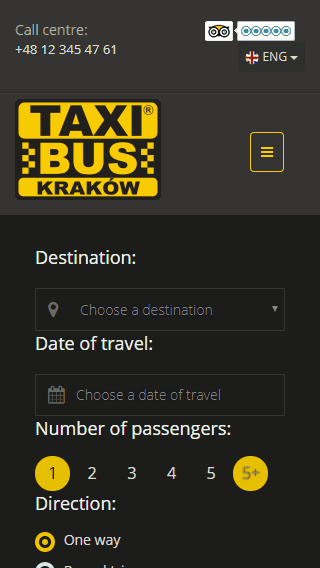 Call centre:
+48 12 345 47 61
ENG
TAXI®
BUS
KRAKÓW
Destination:
Choose a destination
Date of travel:
Choose a date of travel
Number of passengers:
1 2 3 4 5 5+
Direction:
One way